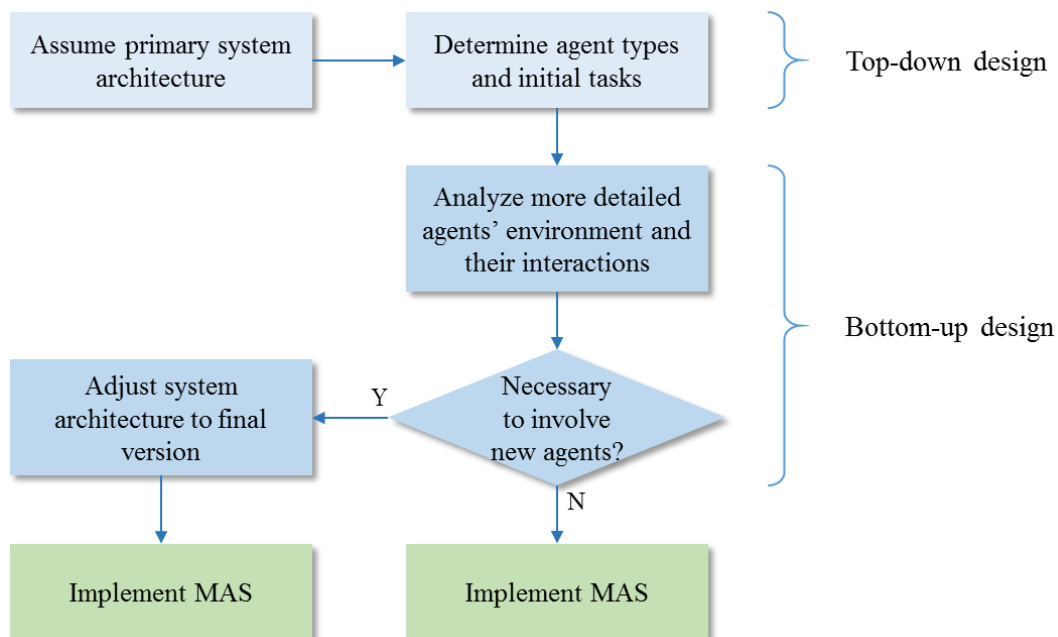 Assume primary system
architecture
Determine agent types
and initial tasks
Top-down design
Analyze more detailed
agents’ environment and
their interactions
Bottom-up design
Adjust system
architecture to final
version
Y
Necessary
to involve
new agents?
N
Implement MAS
Implement MAS